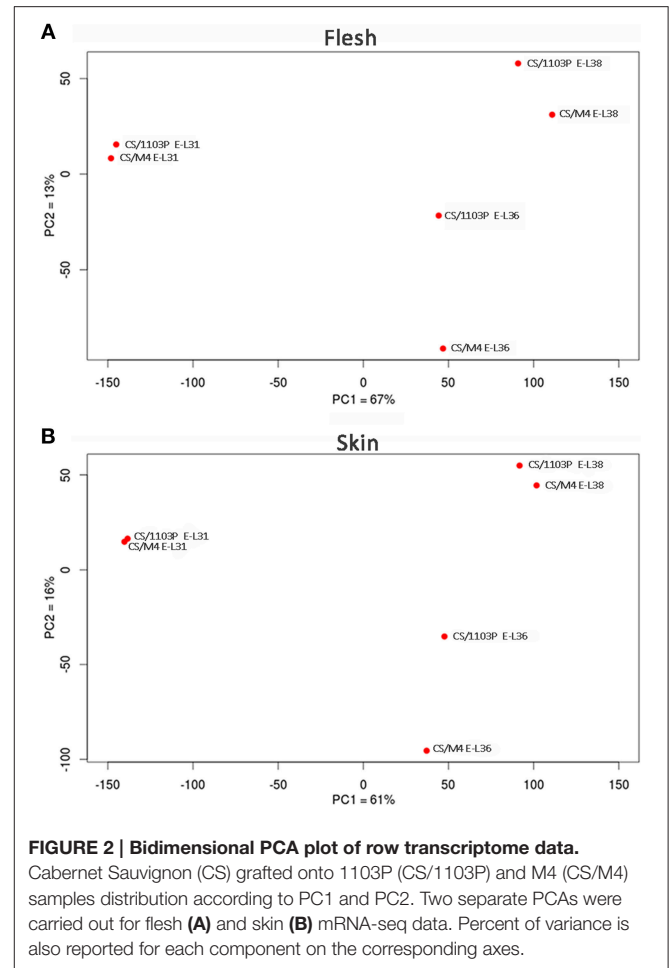 A
Flesh
CS/1103P E-L38
50
CS/M4 E-L38
CS/1103P E-L31
CS/M4 E-L31
PC2 = 13%
0
CS/1103P E-L36
-50
CS/M4 E-L36
-150 -100 -50 0 50 100 150
PC1 = 67%
B
Skin
CS/1103P E-L38
50
CS/M4 E-L38
CS/1103P E-L31
CS/M4 E-L31
PC2 = 16%
0
CS/1103P E-L36
-50
CS/M4 E-L36
-100
-150 -100 -50 0 50 100 150
PC1 = 61%
FIGURE 2 | Bidimensional PCA plot of row transcriptome data.
Cabernet Sauvignon (CS) grafted onto 1103P (CS/1103P) and M4 (CS/M4)
samples distribution according to PC1 and PC2. Two separate PCAs were
carried out for flesh (A) and skin (B) mRNA-seq data. Percent of variance is
also reported for each component on the corresponding axes.